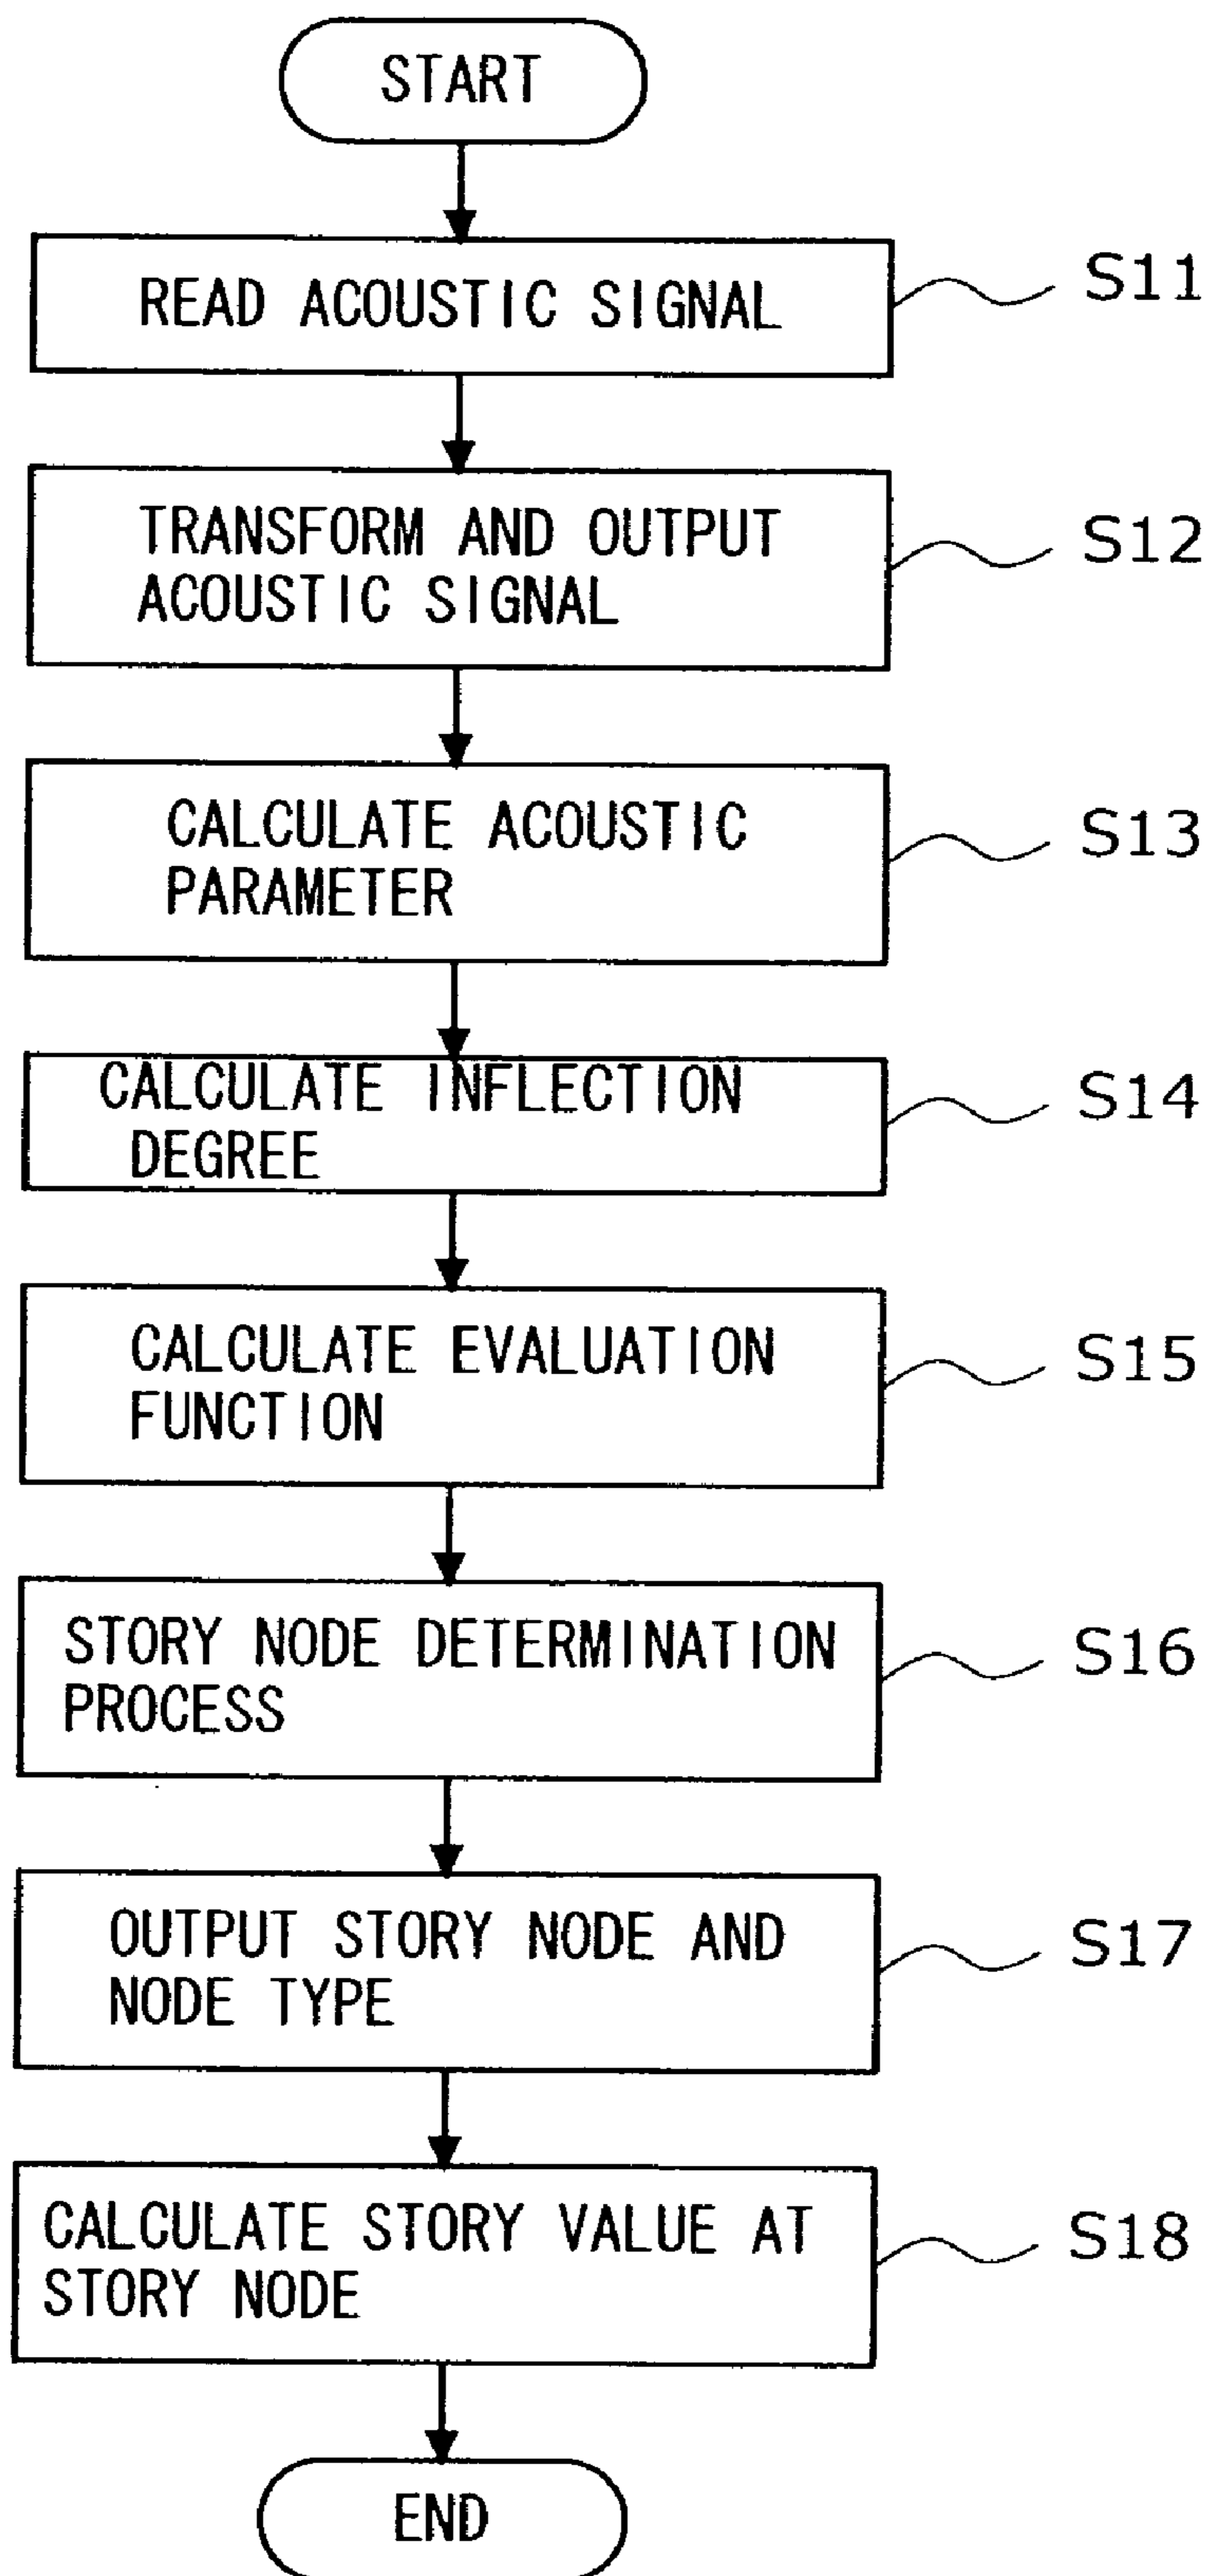 START
READ ACOUSTIC SIGNAL
S11
TRANSFORM AND OUTPUT
ACOUSTIC SIGNAL
S12
CALCULATE ACOUSTIC
PARAMETER
S13
CALCULATE INFLECTION
DEGREE
S14
CALCULATE EVALUATION
FUNCTION
S15
STORY NODE DETERMINATION
PROCESS
S16
OUTPUT STORY NODE AND
NODE TYPE
S17
CALCULATE STORY VALUE AT
STORY NODE
S18
END